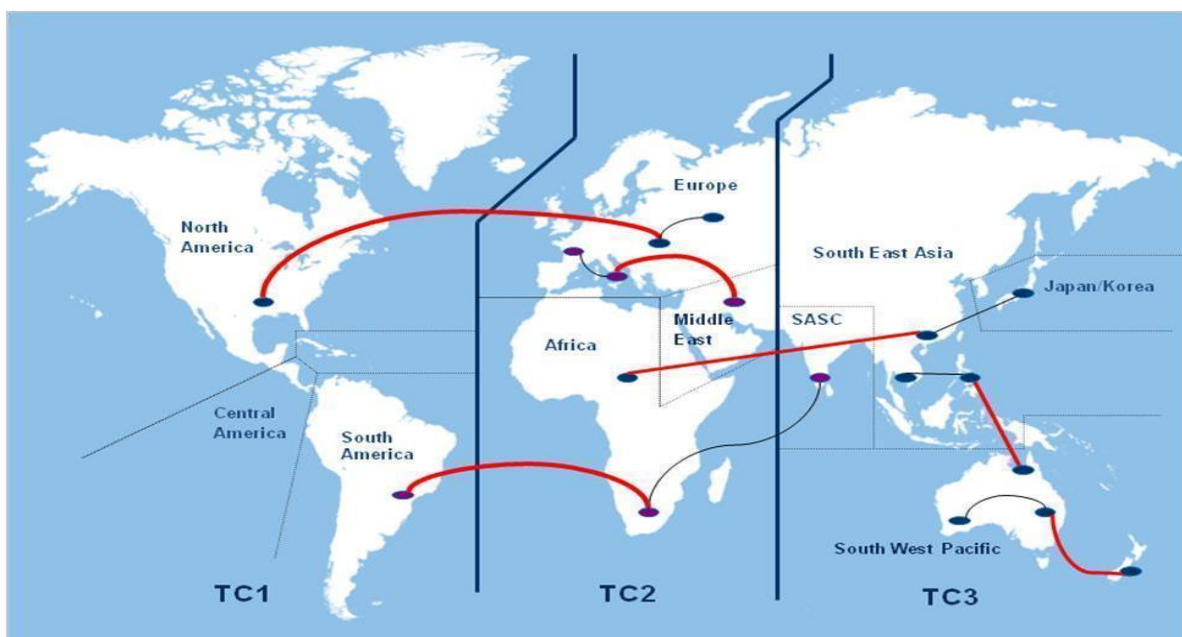 Europe
North
America
South East Asia
Japan/Korea
Middle
East
SASC
Africa
Central
America
South
America
South West Pacific
TC1
TC2
TC3